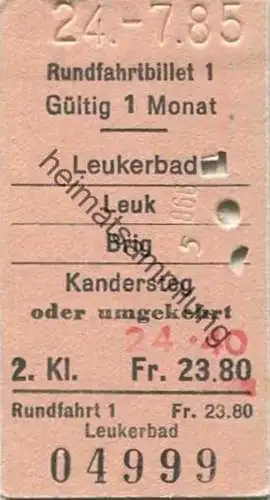 24.-7.85
Rundfahrtbillet 1
Gültig 1 Monat
Leukerbad
Leuk
Brig
Kandersteg
oder umgekehrt
24.40
2. Kl. Fr. 23.80
Rundfahrt 1 Fr. 23.80
Leukerbad
04999
heimatsammlung